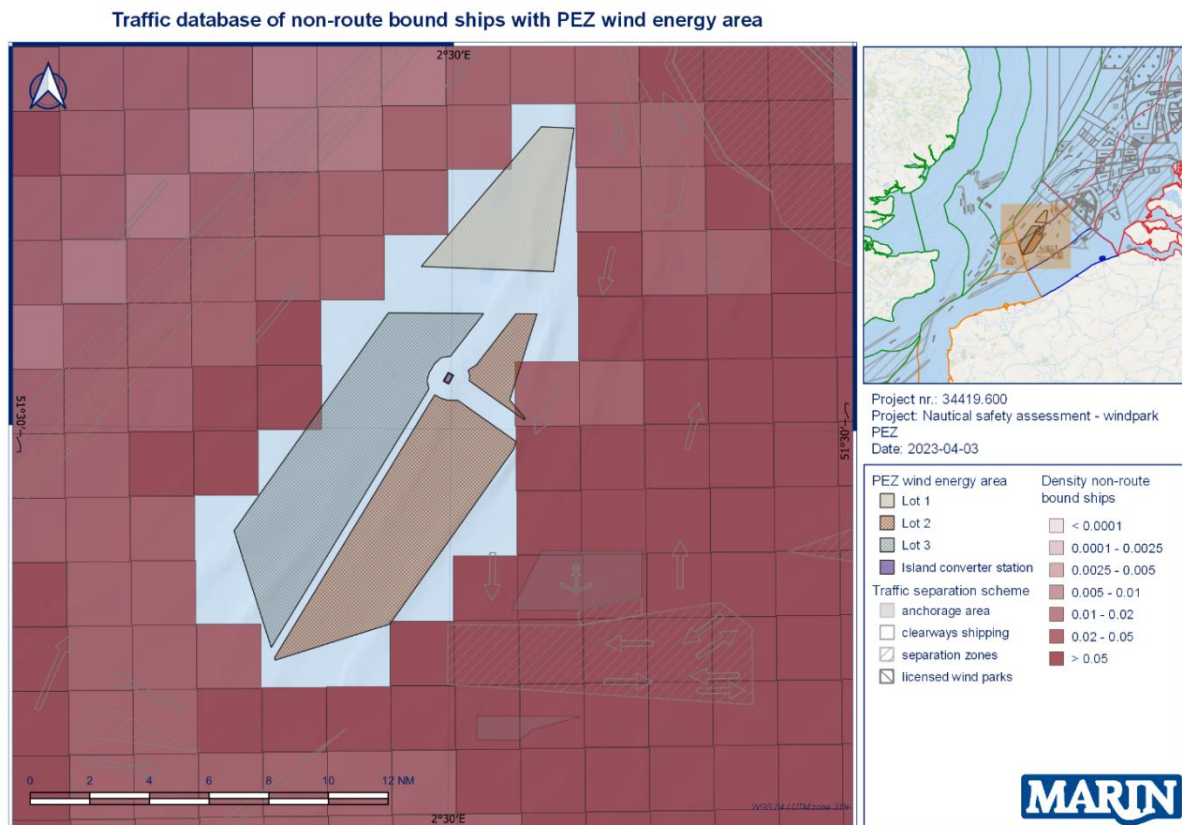 Traffic database of non-route bound ships with PEZ wind energy area
2°30'E
51°30'
51°30'
0 2 4 6 8 10 12 NM
WGS 84 / UTM zone 31N
2°30'E
Project nr.: 34419.600
Project: Nautical safety assessment - windpark
PEZ
Date: 2023-04-03
PEZ wind energy area
Lot 1
Lot 2
Lot 3
Island converter station
Traffic separation scheme
anchorage area
clearways shipping
separation zones
licensed wind parks
Density non-route
bound ships
< 0.0001
0.0001 - 0.0025
0.0025 - 0.005
0.005 - 0.01
0.01 - 0.02
0.02 - 0.05
> 0.05
MARIN